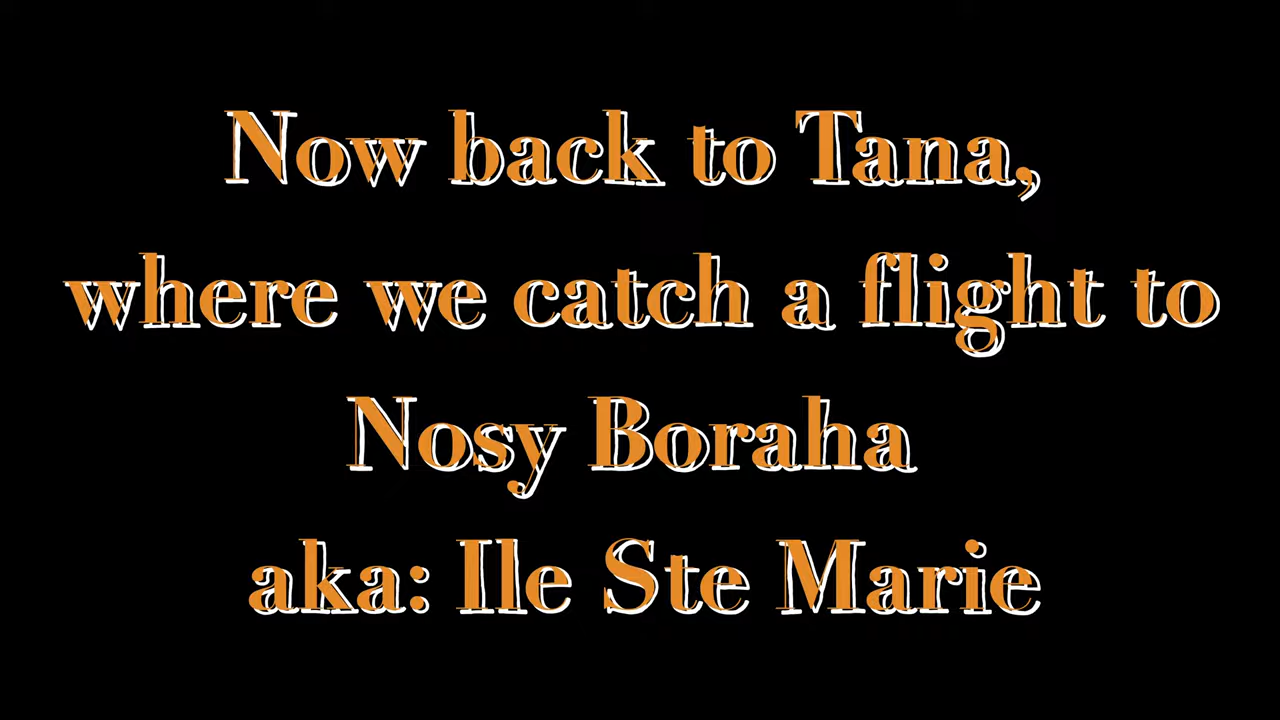 Now back to Tana,
where we catch a flight to
Nosy Boraha
aka: Ile Ste Marie